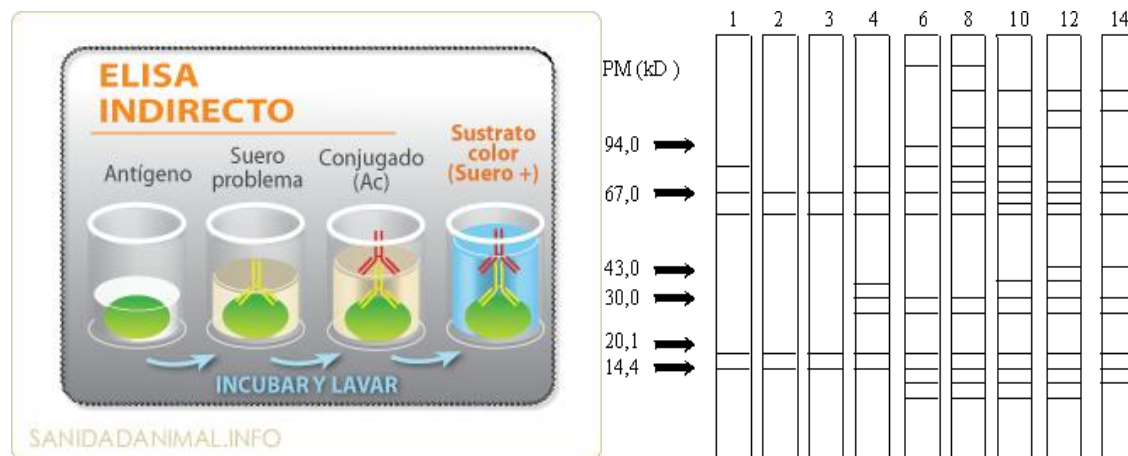 ELISA
INDIRECTO
Antígeno
Suero
problema
Conjugado
(Ac)
Sustrato
color
(Suero +)
INCUBAR Y LAVAR
SANIDADANIMAL.INFO
1 2 3 4 6 8 10 12 14
PM (kD )
94,0
67,0
43,0
30,0
20,1
14,4